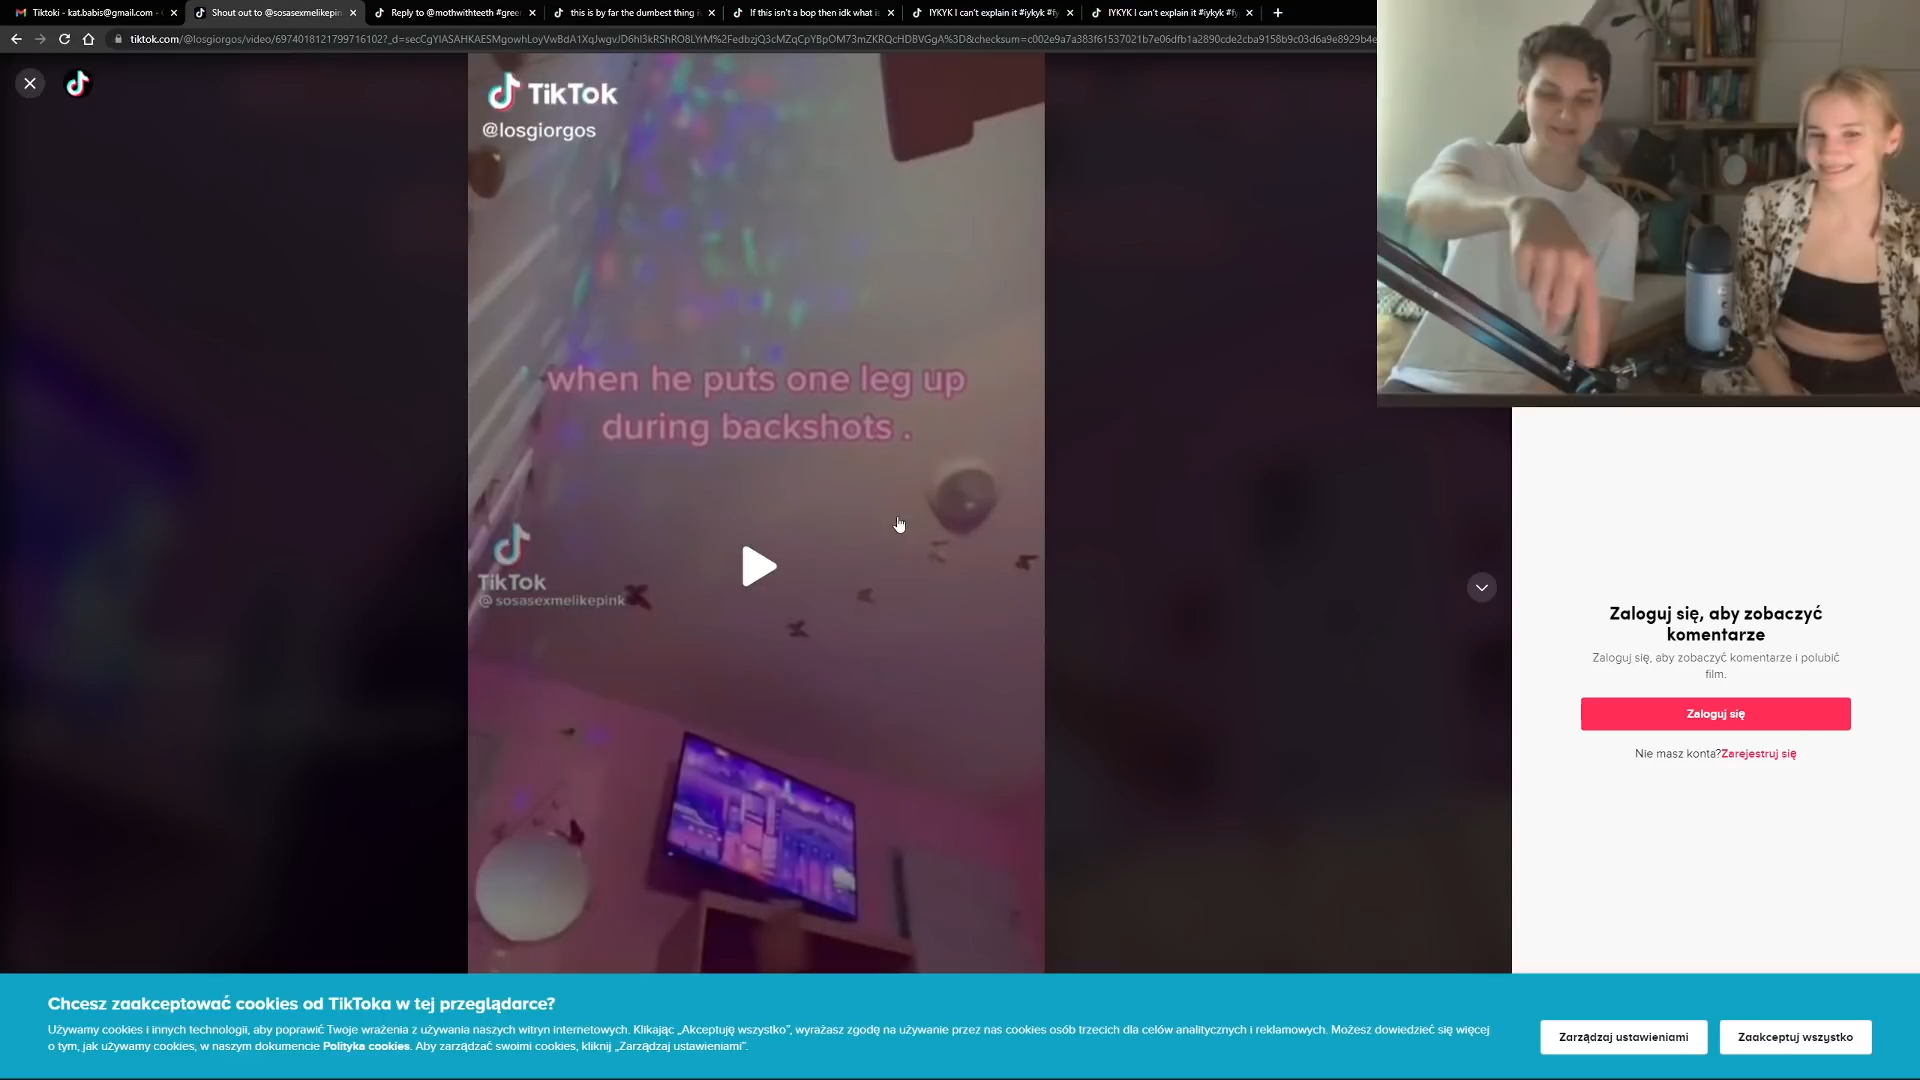 Tiktoki - kat.babis@gmail.com -
Shout out to @sosasexmelikepin
Reply to @mothwithteeth #gree
this is by far the dumbest thing i
If this isn't a bop then idk what is
IYKYK I can't explain it #iykyk #fy
IYKYK I can't explain it #iykyk #fy
TikTok
@losgiorgos
when he puts one leg up
during backshots .
TikTok
@sosasexmelikepink
Zaloguj się, aby zobaczyć
komentarze
Zaloguj się, aby zobaczyć komentarze i polubić
film.
Zaloguj się
Nie masz konta?Zarejestruj się
Chcesz zaakceptować cookies od TikToka w tej przeglądarce?
Używamy cookies i innych technologii, aby poprawić Twoje wrażenia z używania naszych witryn internetowych. Klikając „Akceptuję wszystko”, wyrażasz zgodę na używanie przez nas cookies osób trzecich dla celów analitycznych i reklamowych. Możesz dowiedzieć się więcej
o tym, jak używamy cookies, w naszym dokumencie Polityka cookies. Aby zarządzać swoimi cookies, kliknij „Zarządzaj ustawieniami”.
Zarządzaj ustawieniami
Zaakceptuj wszystko